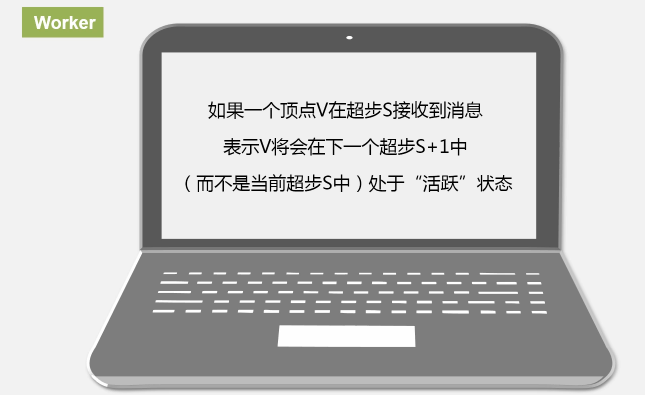 Worker
如果一个顶点V在超步S接收到消息
表示V将会在下一个超步S+1中
（而不是当前超步S中）处于“活跃”状态